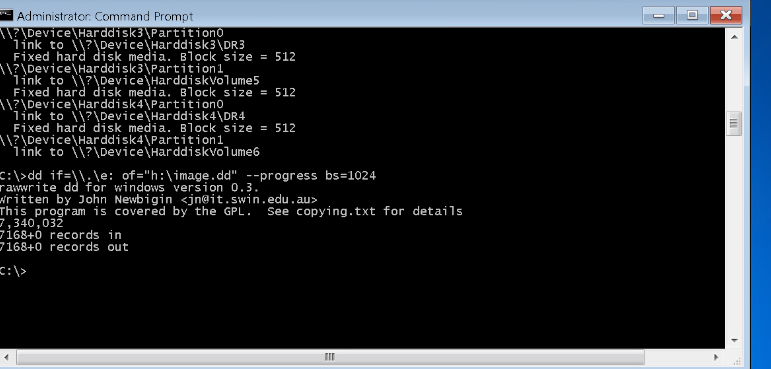 Administrator: Command Prompt
\\?\Device\Harddisk3\Partition0
link to \\?\Device\Harddisk3\DR3
Fixed hard disk media. Block size = 512
\\?\Device\Harddisk3\Partition1
link to \\?\Device\HarddiskVolume5
Fixed hard disk media. Block size = 512
\\?\Device\Harddisk4\Partition0
link to \\?\Device\Harddisk4\DR4
Fixed hard disk media. Block size = 512
\\?\Device\Harddisk4\Partition1
link to \\?\Device\HarddiskVolume6
C:\>dd if=\\.\e: of="h:\image.dd" --progress bs=1024
rawwrite dd for windows version 0.3.
Written by John Newbigin <jn@it.swin.edu.au>
This program is covered by the GPL. See copying.txt for details
7,340,032
7168+0 records in
7168+0 records out
C:\>